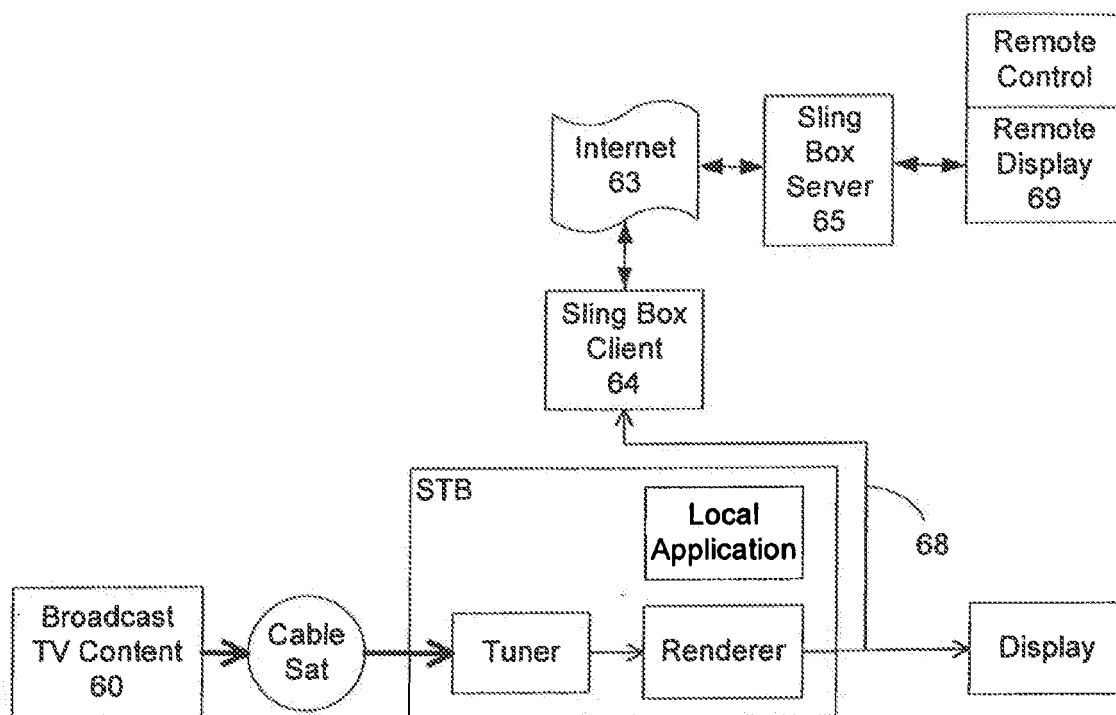 Remote
Control
Remote
Display
69
Sling
Box
Server
65
Internet
63
Sling Box
Client
64
STB
Local
Application
68
Broadcast
TV Content
60
Cable
Sat
Tuner
Renderer
Display